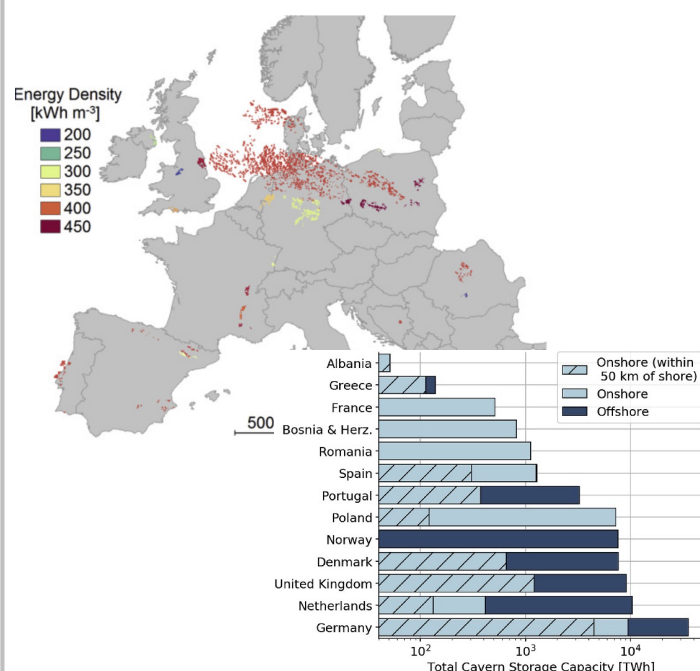 Energy Density
[kWh m⁻³]
200
250
300
350
400
450
500
Albania
Greece
France
Bosnia & Herz.
Romania
Spain
Portugal
Poland
Norway
Denmark
United Kingdom
Netherlands
Germany
Onshore (within
50 km of shore)
Onshore
Offshore
10² 10³ 10⁴
Total Cavern Storage Capacity [TWh]